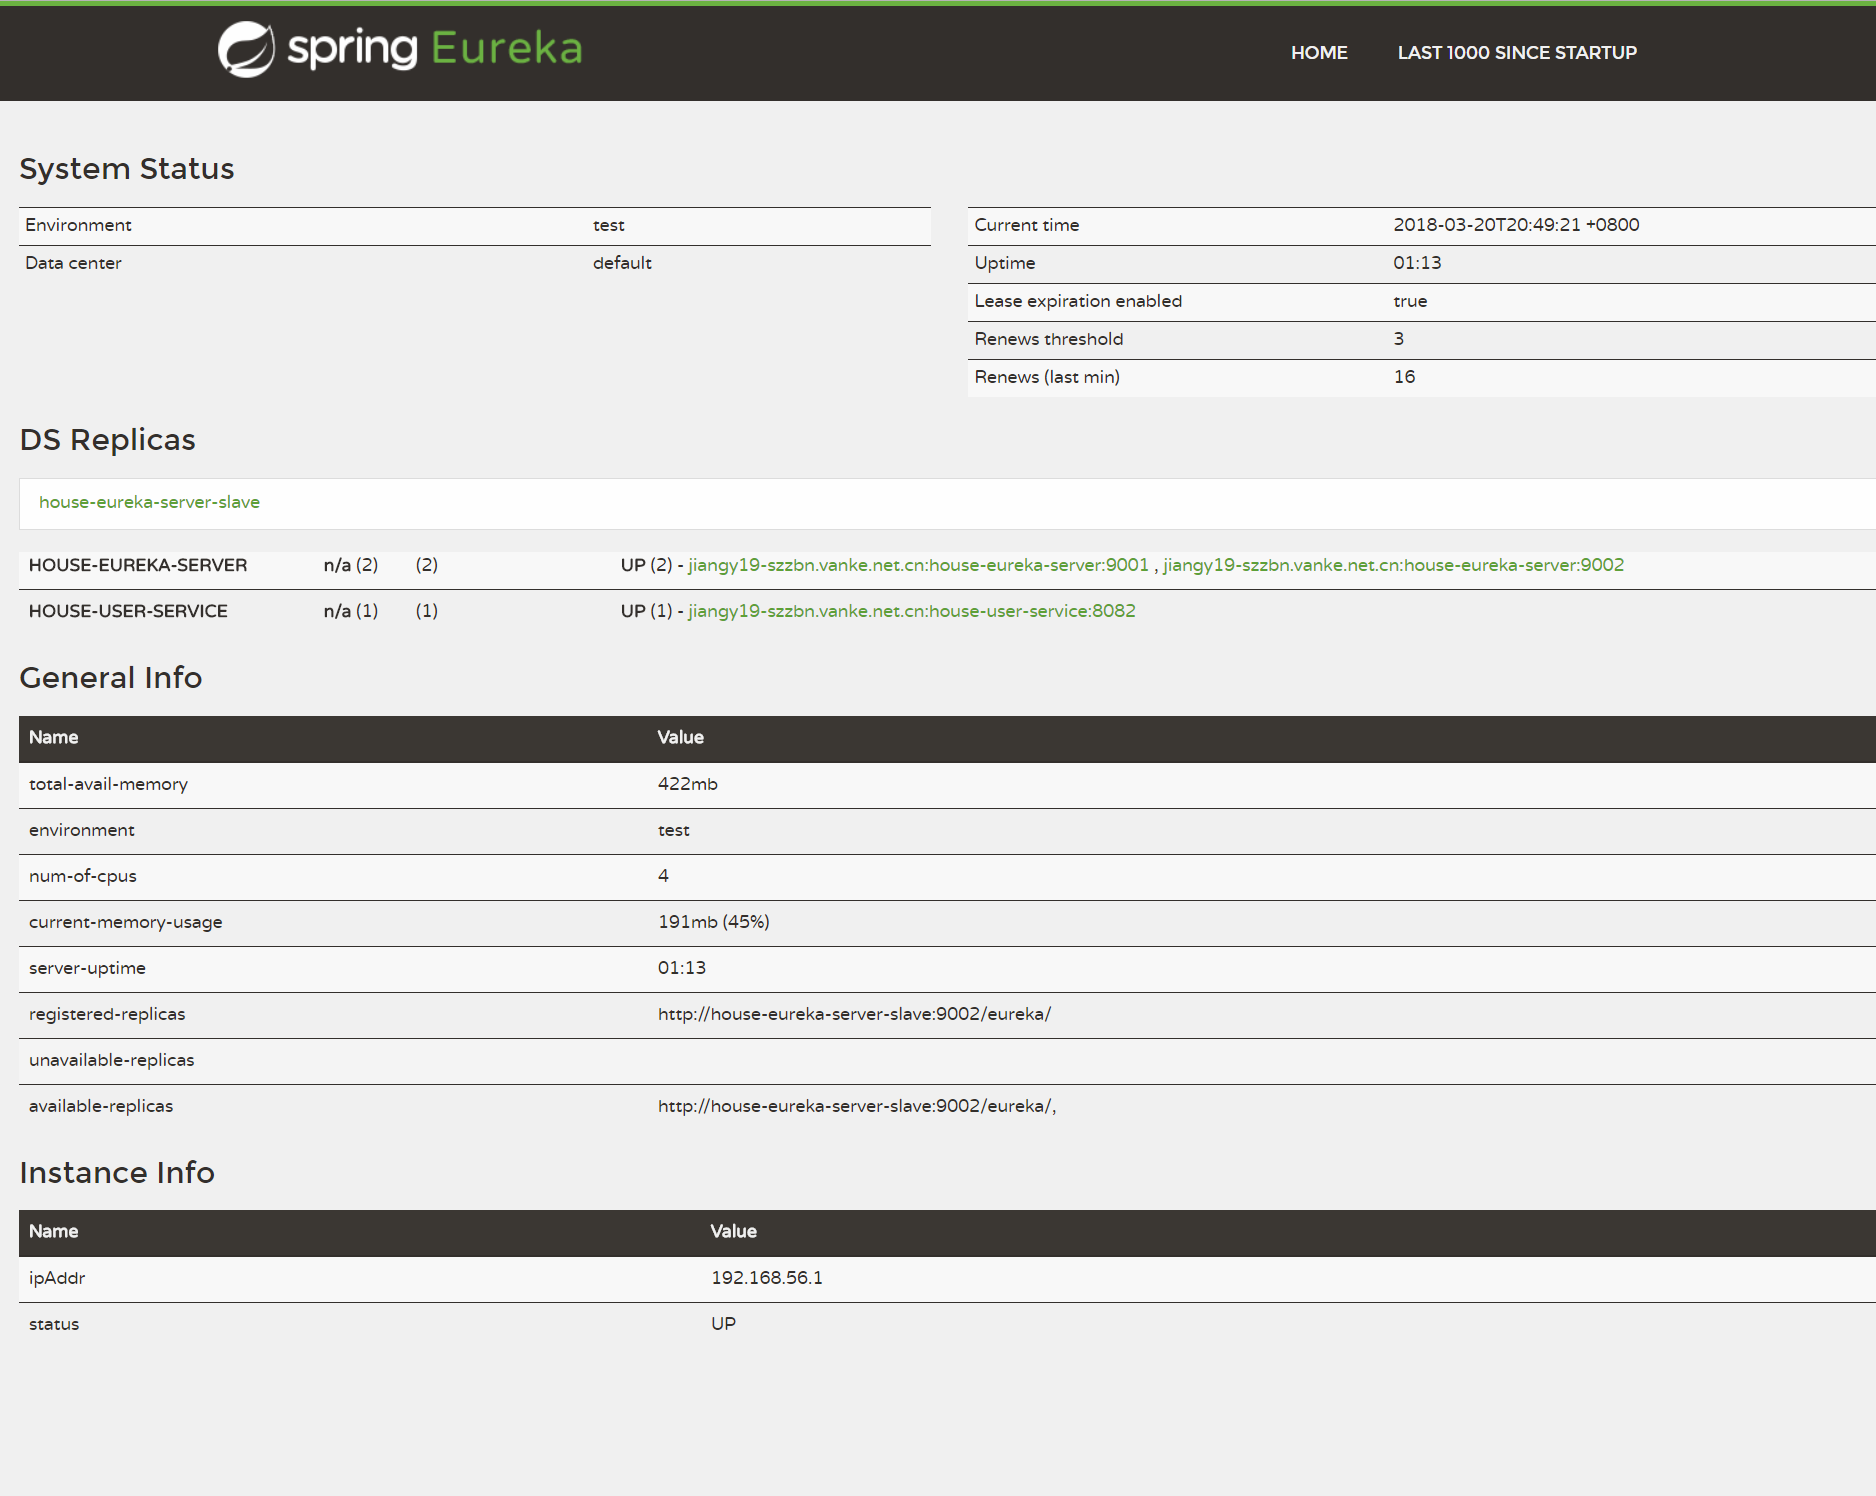 spring Eureka
HOME LAST 1000 SINCE STARTUP
System Status
Environment test
Data center default
Current time 2018-03-20T20:49:21 +0800
Uptime 01:13
Lease expiration enabled true
Renews threshold 3
Renews (last min) 16
DS Replicas
house-eureka-server-slave
HOUSE-EUREKA-SERVER n/a (2) (2) UP (2) - jiangy19-szzbn.vanke.net.cn:house-eureka-server:9001 , jiangy19-szzbn.vanke.net.cn:house-eureka-server:9002
HOUSE-USER-SERVICE n/a (1) (1) UP (1) - jiangy19-szzbn.vanke.net.cn:house-user-service:8082
General Info
Name Value
total-avail-memory 422mb
environment test
num-of-cpus 4
current-memory-usage 191mb (45%)
server-uptime 01:13
registered-replicas http://house-eureka-server-slave:9002/eureka/
unavailable-replicas
available-replicas http://house-eureka-server-slave:9002/eureka/,
Instance Info
Name Value
ipAddr 192.168.56.1
status UP